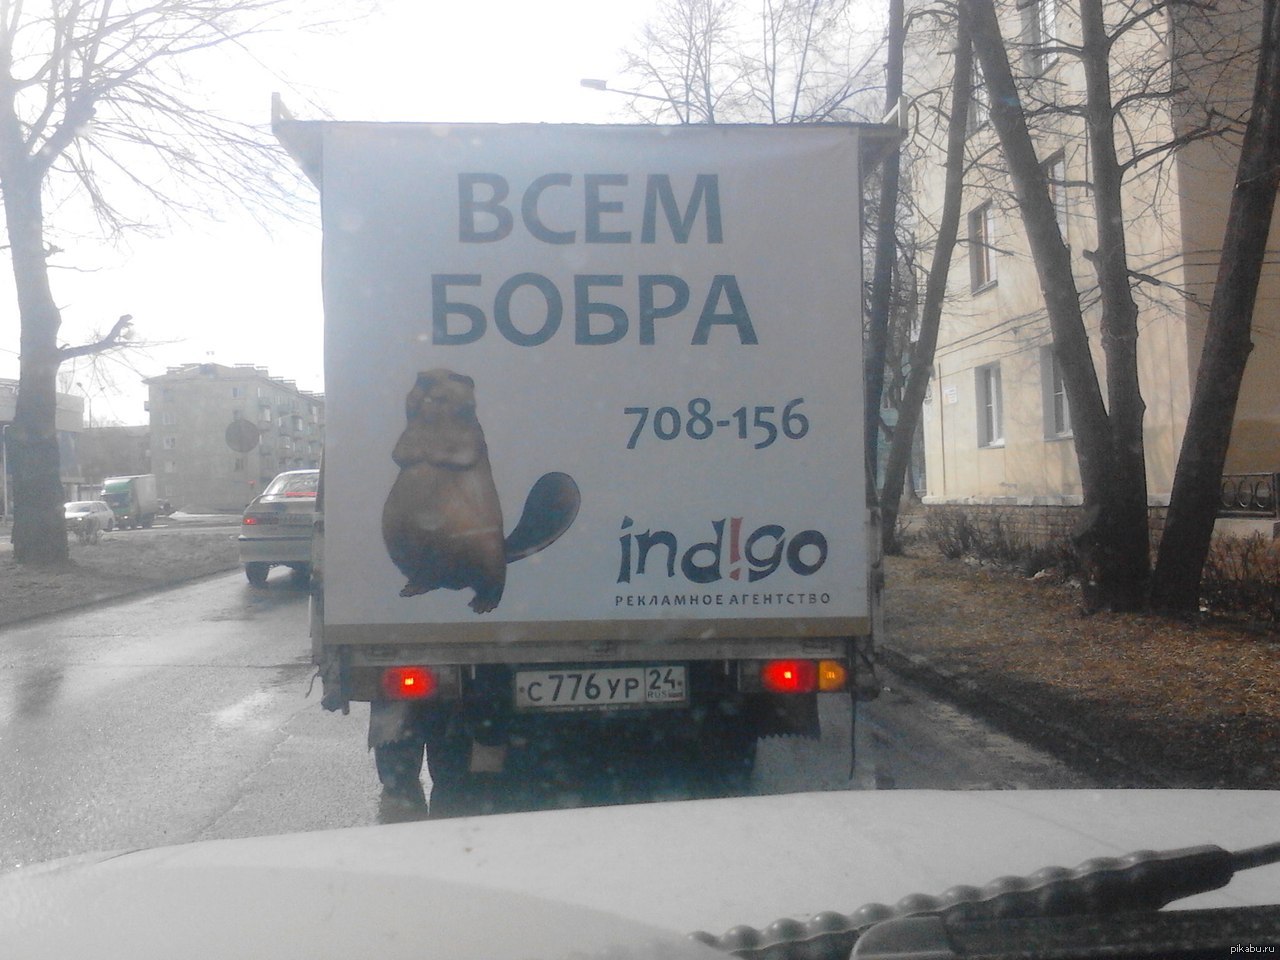 ВСЕМ
БОБРА
708-156
ind!go
РЕКЛАМНОЕ АГЕНТСТВО
С776УР 24
RUS
pikabu.ru